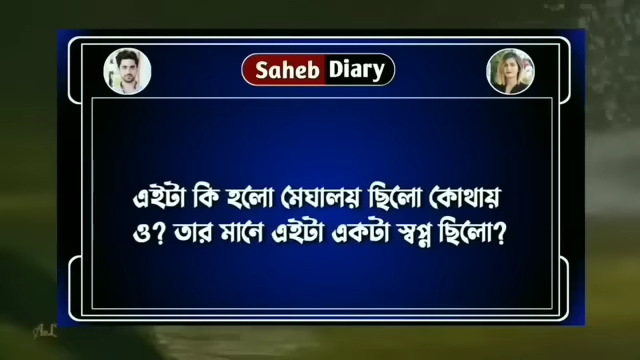 Saheb Diary
এইটা কি হলো মেঘালয় ছিলো কোথায়
ও? তার মানে এইটা একটা স্বপ্ন ছিলো?